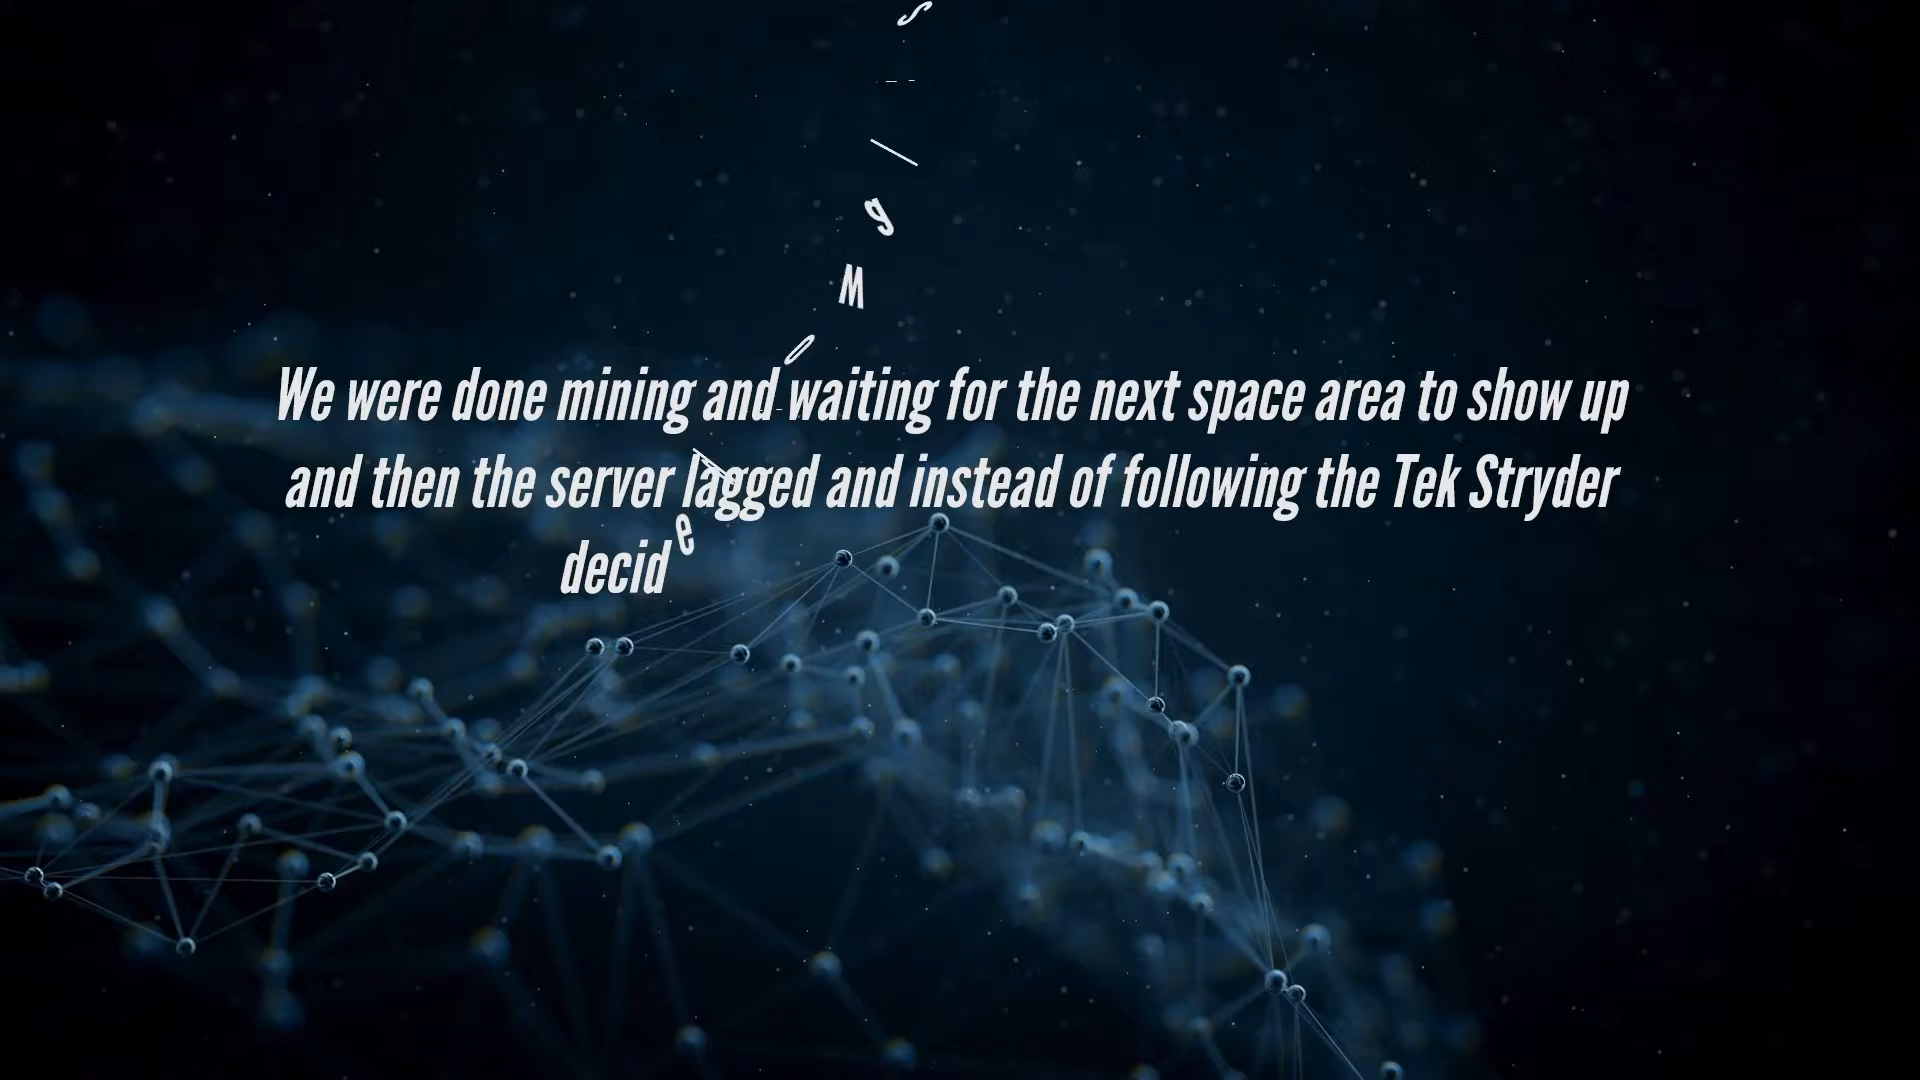 We were done mining and waiting for the next space area to show up
and then the server lagged and instead of following the Tek Stryder
decide